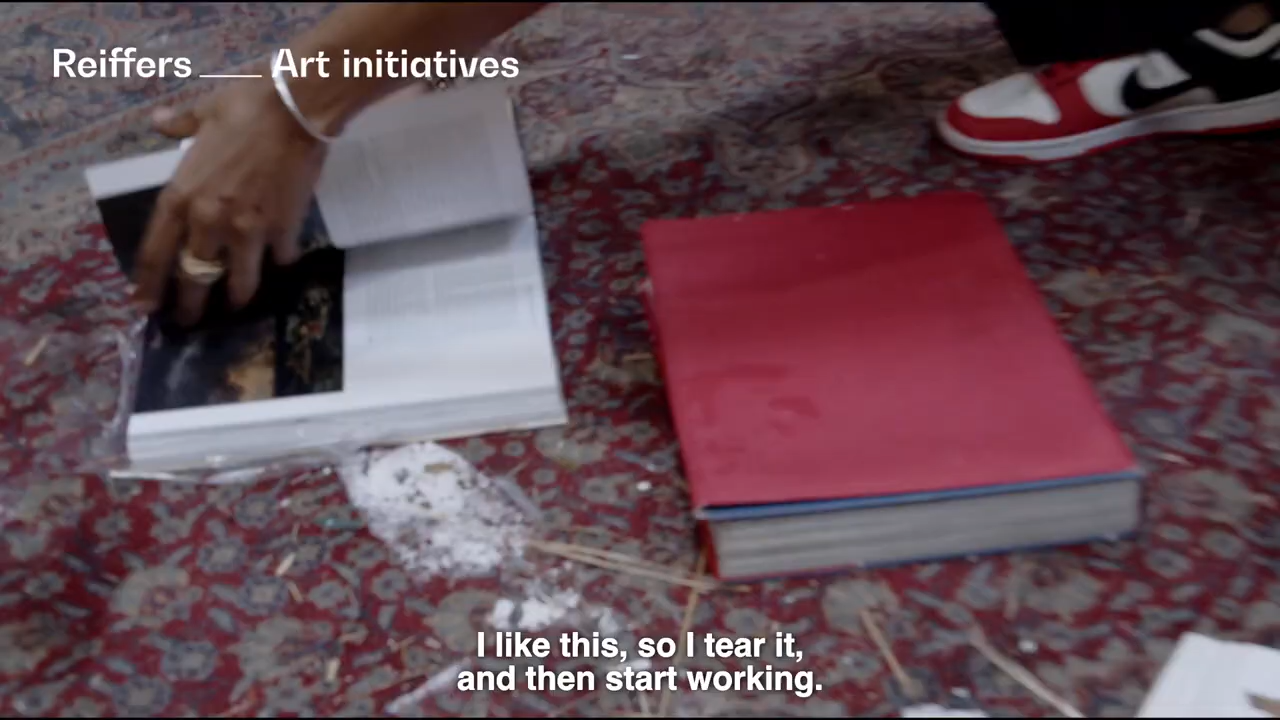 Reiffers ___ Art initiatives
I like this, so I tear it,
and then start working.